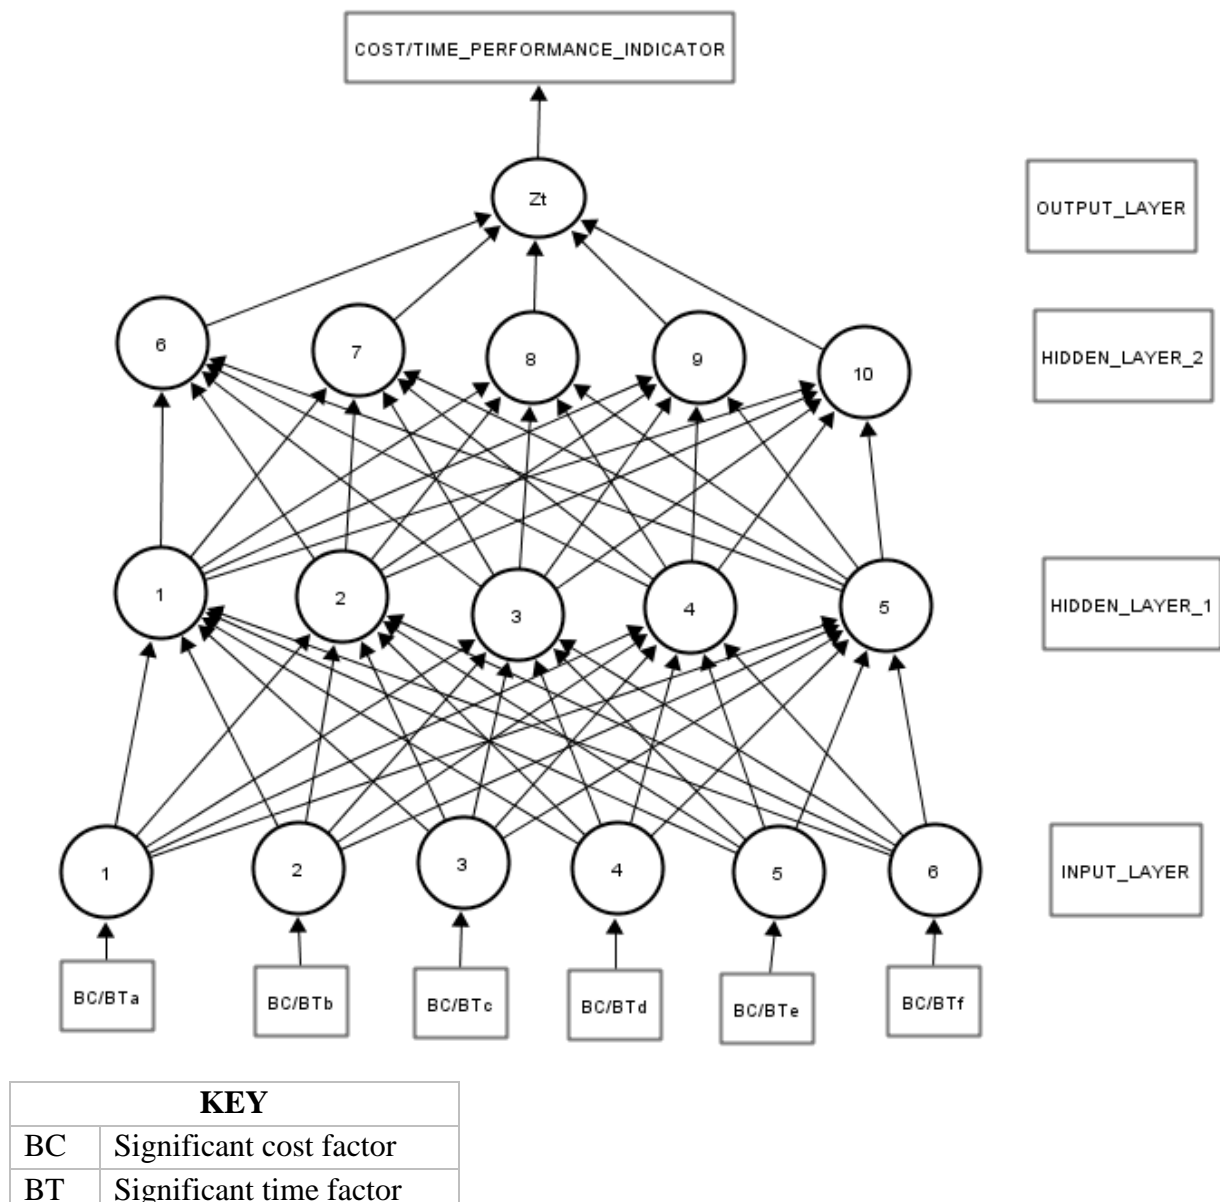 COST/TIME_PERFORMANCE_INDICATOR
Zt
OUTPUT_LAYER
6
7
8
9
10
HIDDEN_LAYER_2
1
2
3
4
5
HIDDEN_LAYER_1
1
2
3
4
5
6
INPUT_LAYER
BC/BTa
BC/BTb
BC/BTc
BC/BTd
BC/BTe
BC/BTf
KEY
BC Significant cost factor
BT Significant time factor